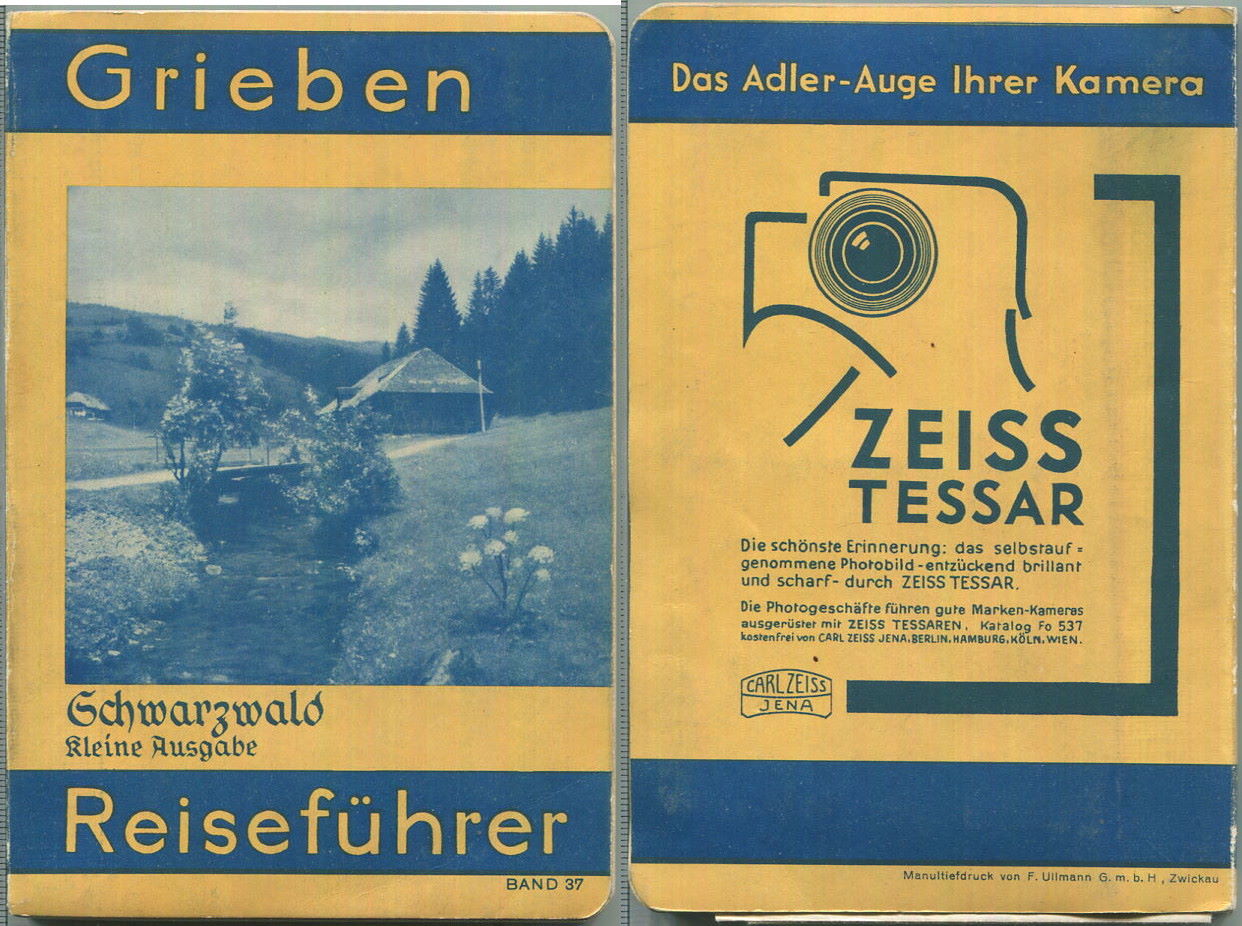 Grieben
Schwarzwald
Kleine Ausgabe
Reiseführer
BAND 37
Das Adler-Auge Ihrer Kamera
ZEISS
TESSAR
Die schönste Erinnerung: das selbstauf=
genommene Photobild-entzückend brillant
und scharf-durch ZEISS TESSAR.
Die Photogeschäfte führen gute Marken-Kameras
ausgerüstet mit ZEISS TESSAREN. Katalog Fo 537
kostenfrei von CARL ZEISS JENA, BERLIN, HAMBURG, KÖLN, WIEN.
CARL ZEISS
JENA
Manultiefdruck von F. Ullmann G. m. b. H , Zwickau